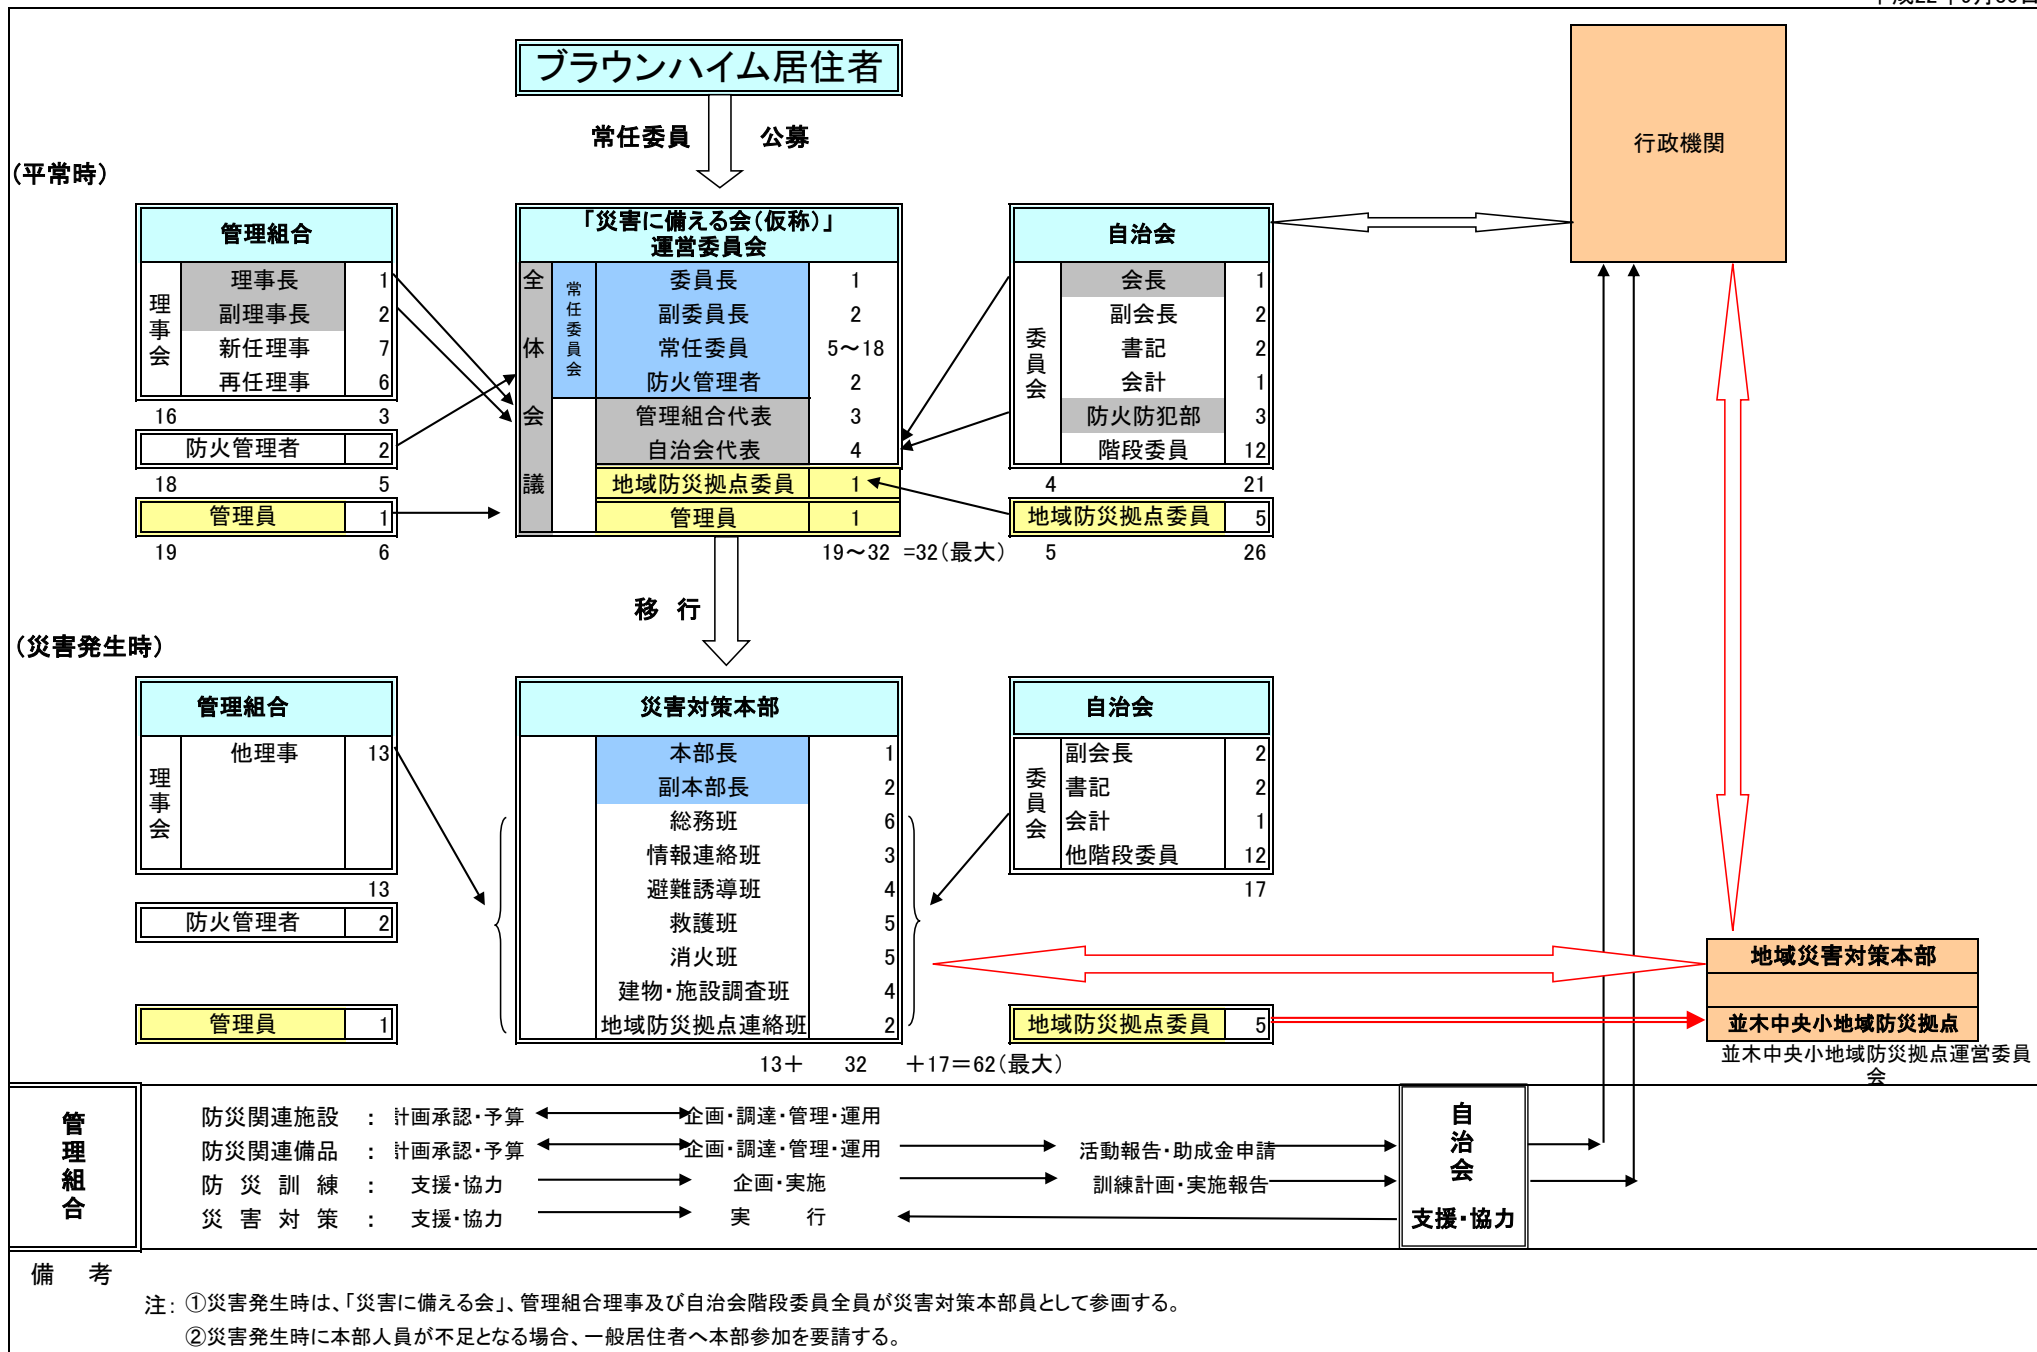 ブラウンハイム居住者
常任委員 公募
行政機関
(平常時)
管理組合
理事会
理事長 1
副理事長 2
新任理事 7
再任理事 6
16 3
防火管理者 2
18 5
管理員 1
19 6
「災害に備える会(仮称)」
運営委員会
全体会議
常任委員会
委員長 1
副委員長 2
常任委員 5～18
防火管理者 2
管理組合代表 3
自治会代表 4
地域防災拠点委員 1
管理員 1
19～32 =32(最大)
自治会
委員会
会長 1
副会長 2
書記 2
会計 1
防火防犯部 3
階段委員 12
4 21
地域防災拠点委員 5
5 26
移 行
(災害発生時)
管理組合
理事会
他理事 13
13
防火管理者 2
管理員 1
災害対策本部
本部長 1
副本部長 2
総務班 6
情報連絡班 3
避難誘導班 4
救護班 5
消火班 5
建物・施設調査班 4
地域防災拠点連絡班 2
13＋ 32 ＋17＝62(最大)
自治会
委員会
副会長 2
書記 2
会計 1
他階段委員 12
17
地域防災拠点委員 5
地域災害対策本部
並木中央小地域防災拠点
並木中央小地域防災拠点運営委員
会
管理組合
防災関連施設 : 計画承認・予算 企画・調達・管理・運用
防災関連備品 : 計画承認・予算 企画・調達・管理・運用 活動報告・助成金申請
防 災 訓 練 : 支援・協力 企画・実施 訓練計画・実施報告
災 害 対 策 : 支援・協力 実 行
自治会
支援・協力
備 考
注: ①災害発生時は、「災害に備える会」、管理組合理事及び自治会階段委員全員が災害対策本部員として参画する。
②災害発生時に本部人員が不足となる場合、一般居住者へ本部参加を要請する。